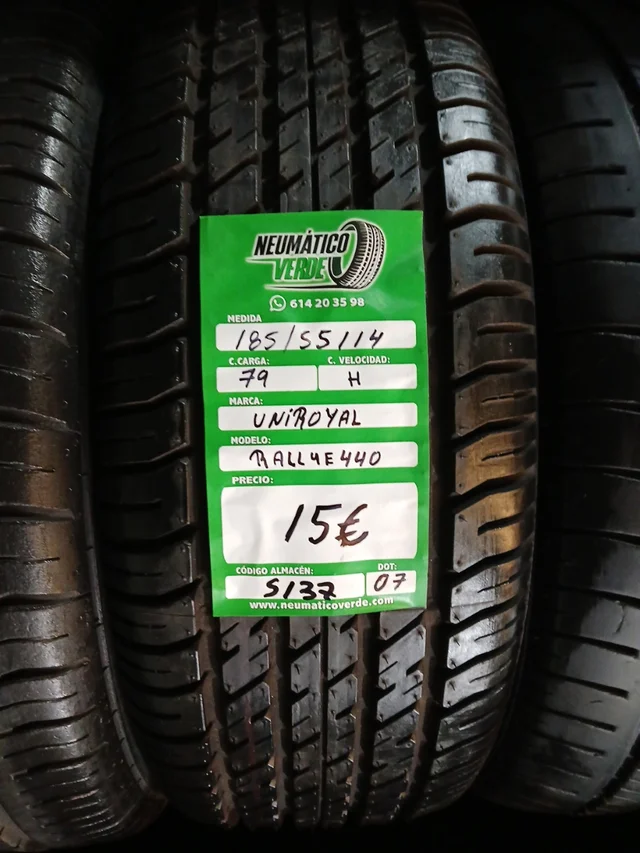 NEUMÁTICO
VERDE
614 20 35 98
MEDIDA
185/55/14
C.CARGA: C. VELOCIDAD:
79 H
MARCA:
UNiROYAL
MODELO:
RALLYE440
PRECIO:
15€
CÓDIGO ALMACÉN: DOT:
S/37 07
www.neumaticoverde.com